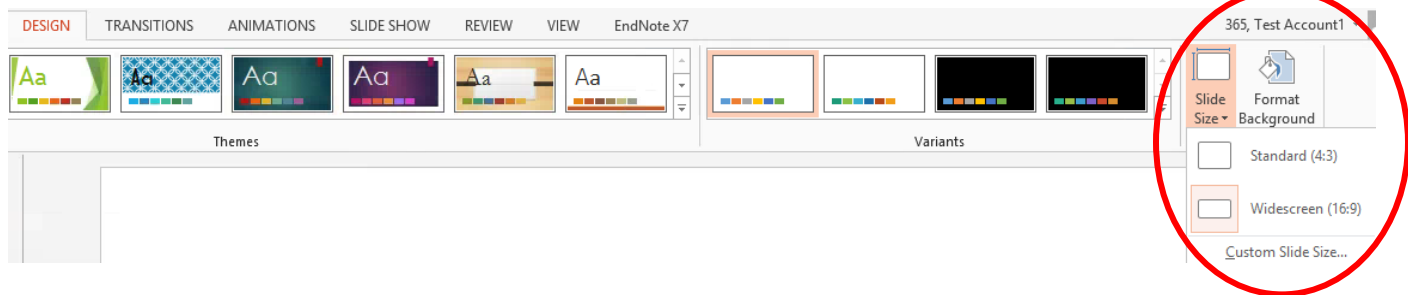 DESIGN TRANSITIONS ANIMATIONS SLIDE SHOW REVIEW VIEW EndNote X7 365, Test Account1
Aa Aa Aa Aa Aa Aa
Slide Format
Size Background
Themes Variants
Standard (4:3)
Widescreen (16:9)
Custom Slide Size...